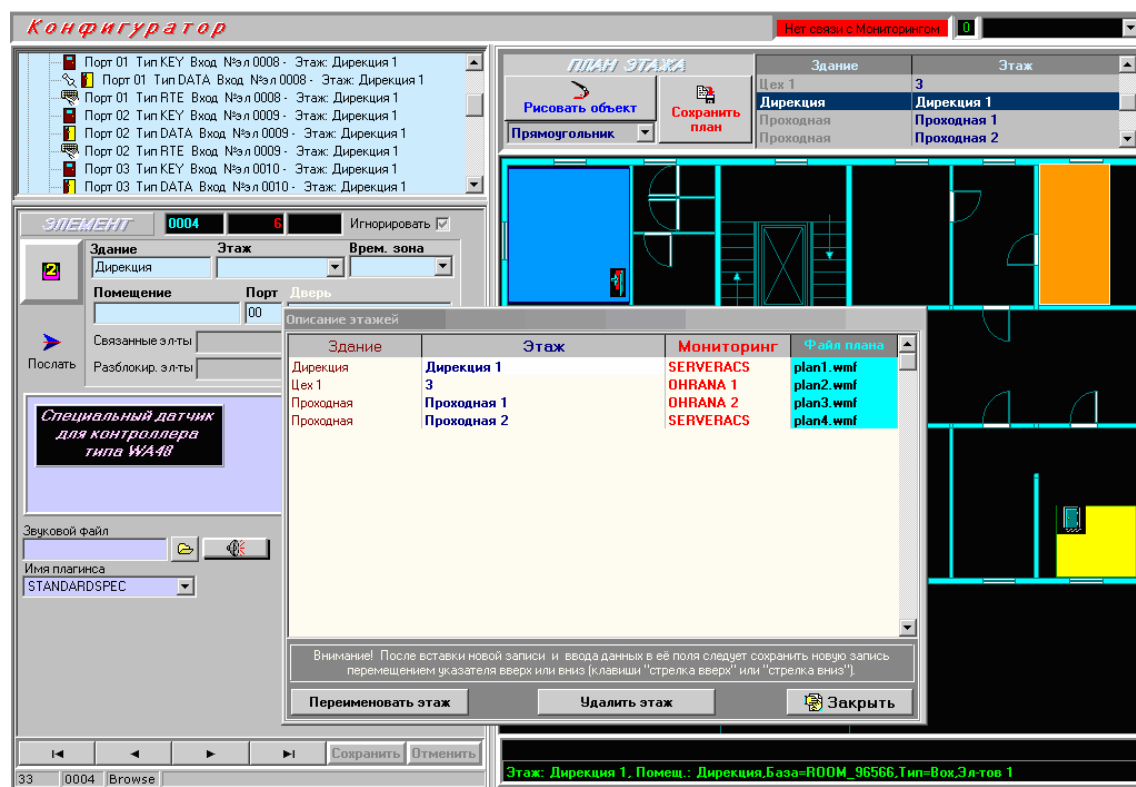 Конфигуратор
Нет связи с Мониторингом
0
Порт 01 Тип KEY Вход №эл 0008 - Этаж: Дирекция 1
Порт 01 Тип DATA Вход №эл 0008 - Этаж: Дирекция 1
Порт 01 Тип RTE Вход №эл 0008 - Этаж: Дирекция 1
Порт 02 Тип KEY Вход №эл 0009 - Этаж: Дирекция 1
Порт 02 Тип DATA Вход №эл 0009 - Этаж: Дирекция 1
Порт 02 Тип RTE Вход №эл 0009 - Этаж: Дирекция 1
Порт 03 Тип KEY Вход №эл 0010 - Этаж: Дирекция 1
Порт 03 Тип DATA Вход №эл 0010 - Этаж: Дирекция 1
ПЛАН ЭТАЖА
Рисовать объект
Прямоугольник
Сохранить
план
Здание Этаж
Цех 1 3
Дирекция Дирекция 1
Проходная Проходная 1
Проходная Проходная 2
ЭЛЕМЕНТ 0004 6 Игнорировать
Здание Этаж Врем. зона
2
Дирекция
Помещение Порт Дверь
00
Послать
Связанные эл-ты
Разблокир. эл-ты
Специальный датчик
для контроллера
типа WA48
Звуковой файл
Имя плагинса
STANDARDSPEC
Описание этажей
Здание Этаж Мониторинг Файл плана
Дирекция Дирекция 1 SERVERACS plan1.wmf
Цех 1 3 OHRANA 1 plan2.wmf
Проходная Проходная 1 OHRANA 2 plan3.wmf
Проходная Проходная 2 SERVERACS plan4.wmf
Внимание! После вставки новой записи и ввода данных в её поля следует сохранить новую запись
перемещением указателя вверх или вниз (клавиши "стрелка вверх" или "стрелка вниз").
Переименовать этаж Удалить этаж Закрыть
Сохранить Отменить
33 0004 Browse
Этаж: Дирекция 1, Помещ.: Дирекция,База=ROOM_96566,Тип=Box,Эл-тов 1